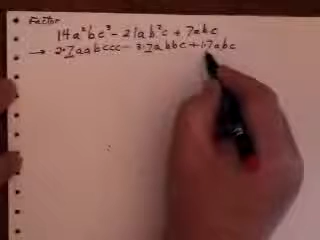 Factor
14a²bc³ - 21ab²c + 7abc
→ 2·7aabccc - 3·7abbc + 1·7abc